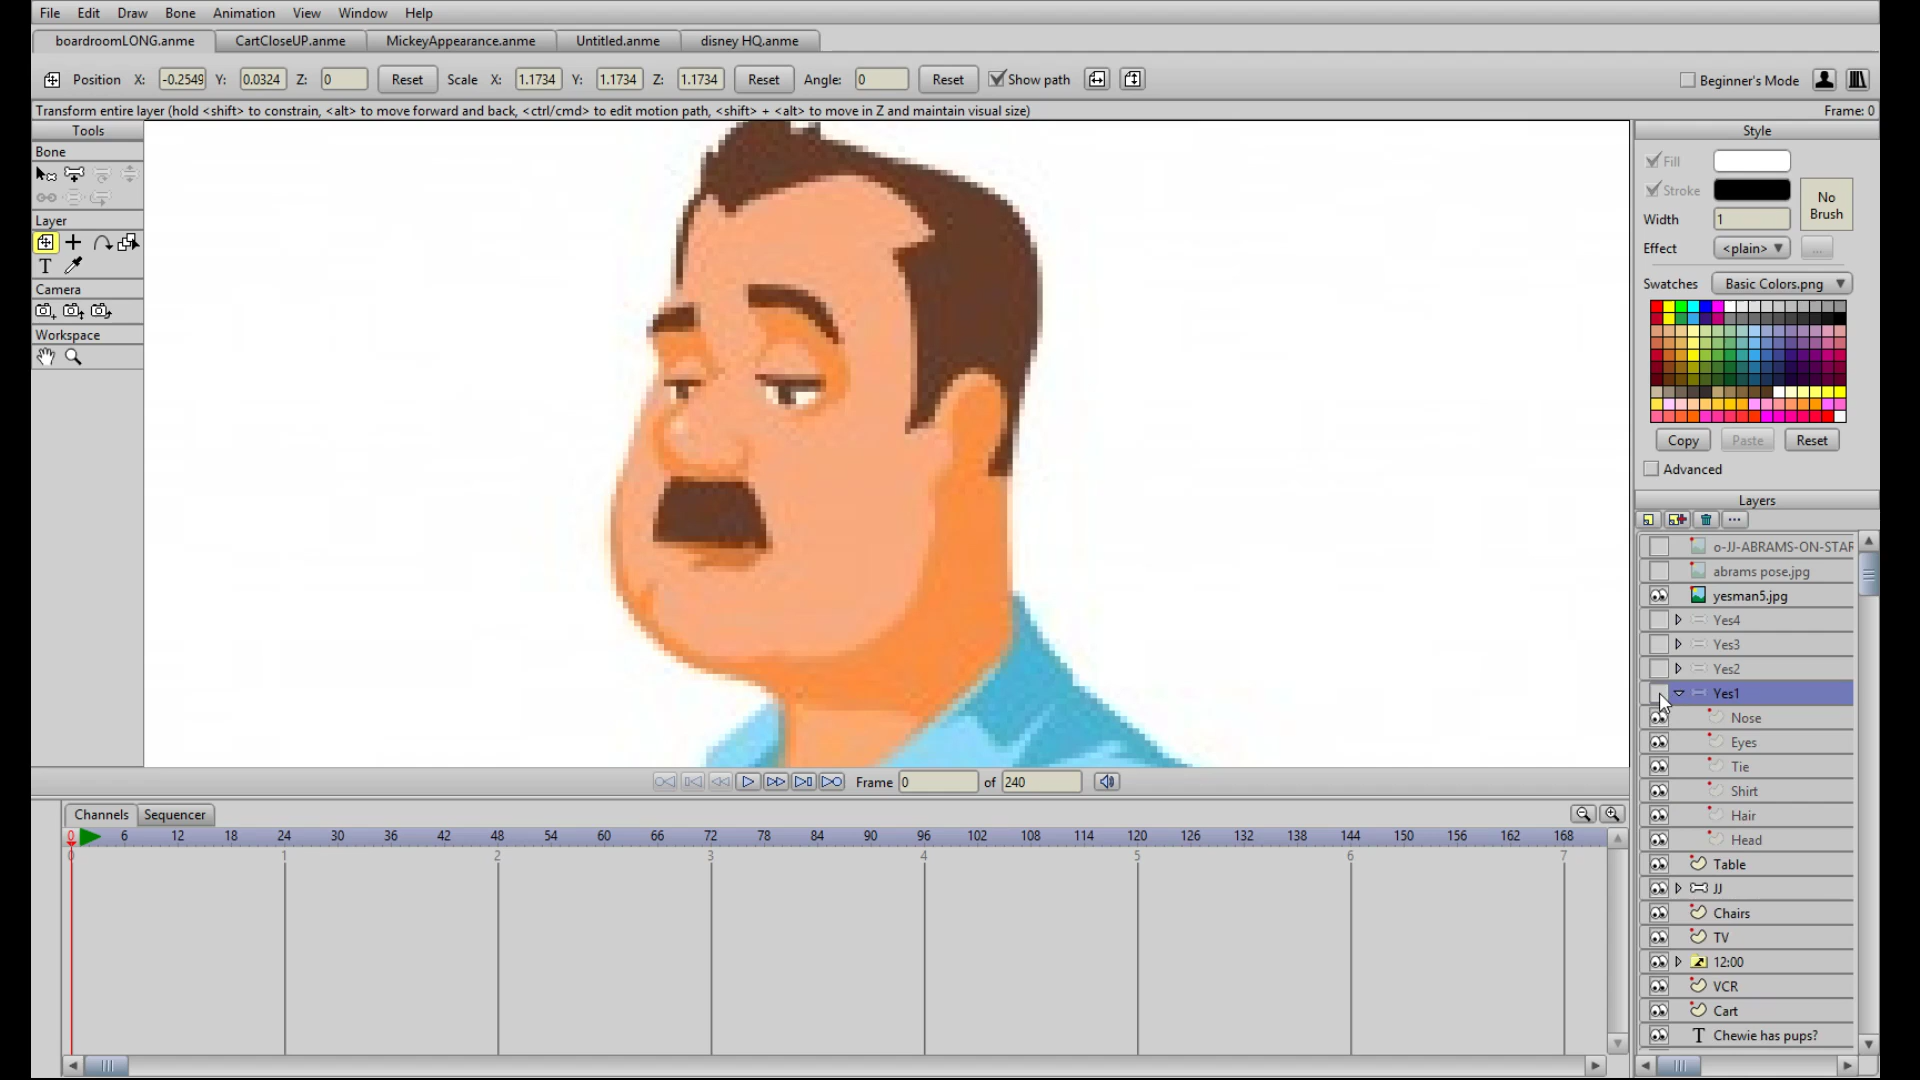 File Edit Draw Bone Animation View Window Help
boardroomLONG.anme CartCloseUP.anme MickeyAppearance.anme Untitled.anme disney HQ.anme
Position X: -0.2549 Y: 0.0324 Z: 0 Reset Scale X: 1.1734 Y: 1.1734 Z: 1.1734 Reset Angle: 0 Reset Show path Beginner's Mode
Transform entire layer (hold <shift> to constrain, <alt> to move forward and back, <ctrl/cmd> to edit motion path, <shift> + <alt> to move in Z and maintain visual size) Frame: 0
Tools
Bone
Layer
T
Camera
Workspace
Style
Fill
Stroke
No Brush
Width 1
Effect <plain> ...
Swatches Basic Colors.png
Copy Paste Reset
Advanced
Layers
...
o-JJ-ABRAMS-ON-STAR
abrams pose.jpg
yesman5.jpg
Yes4
Yes3
Yes2
Yes1
Nose
Eyes
Tie
Shirt
Hair
Head
Table
JJ
Chairs
TV
12:00
VCR
Cart
T Chewie has pups?
Frame 0 of 240
Channels Sequencer
0 6 12 18 24 30 36 42 48 54 60 66 72 78 84 90 96 102 108 114 120 126 132 138 144 150 156 162 168
0 1 2 3 4 5 6 7